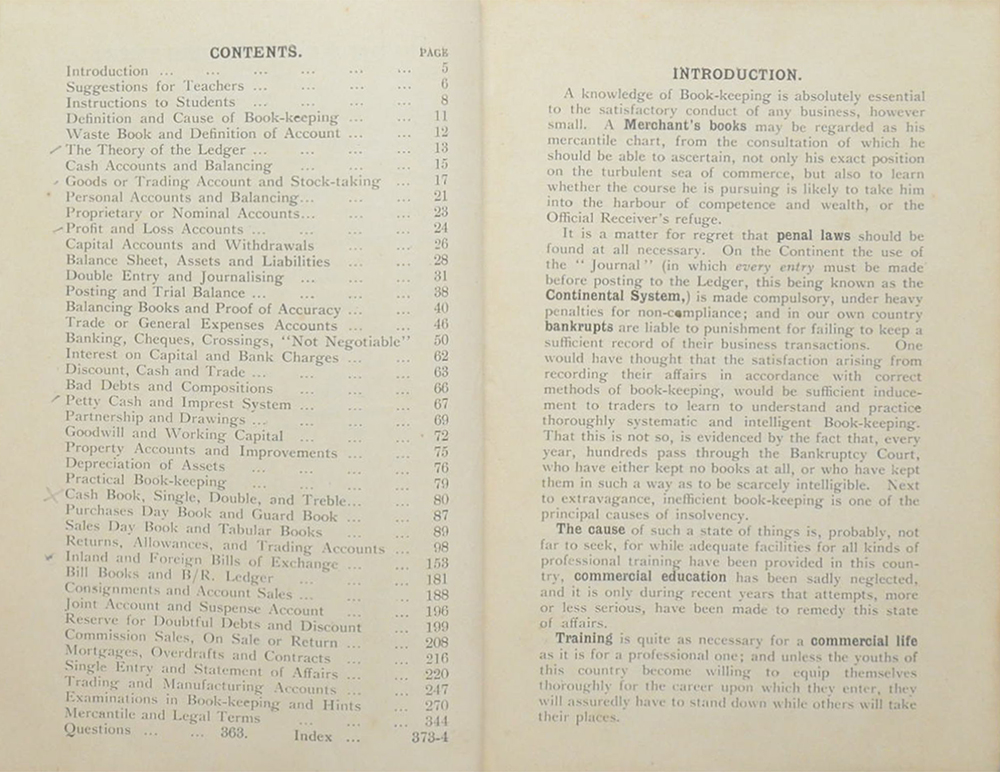 CONTENTS.
PAGE
Introduction ... ... ... ... ... ... 5
Suggestions for Teachers ... ... ... ... 6
Instructions to Students ... ... ... ... 8
Definition and Cause of Book-keeping ... ... 11
Waste Book and Definition of Account ... ... 12
The Theory of the Ledger ... ... ... ... 13
Cash Accounts and Balancing ... ... ... 15
Goods or Trading Account and Stock-taking ... 17
Personal Accounts and Balancing... ... ... 21
Proprietary or Nominal Accounts... ... ... 23
Profit and Loss Accounts ... ... ... ... 24
Capital Accounts and Withdrawals ... ... 26
Balance Sheet, Assets and Liabilities ... ... 28
Double Entry and Journalising ... ... ... 31
Posting and Trial Balance ... ... ... ... 38
Balancing Books and Proof of Accuracy ... ... 40
Trade or General Expenses Accounts ... ... 46
Banking, Cheques, Crossings, "Not Negotiable" 50
Interest on Capital and Bank Charges ... ... 62
Discount, Cash and Trade ... ... ... ... 63
Bad Debts and Compositions ... ... ... 66
Petty Cash and Imprest System ... ... ... 67
Partnership and Drawings ... ... ... ... 69
Goodwill and Working Capital ... ... ... 72
Property Accounts and Improvements ... ... 75
Depreciation of Assets ... ... ... ... 76
Practical Book-keeping ... ... ... ... 79
Cash Book, Single, Double, and Treble... ... 80
Purchases Day Book and Guard Book ... ... 87
Sales Day Book and Tabular Books ... ... 89
Returns, Allowances, and Trading Accounts ... 98
Inland and Foreign Bills of Exchange ... ... 153
Bill Books and B/R. Ledger ... ... ... 181
Consignments and Account Sales ... ... ... 188
Joint Account and Suspense Account ... ... 196
Reserve for Doubtful Debts and Discount ... 199
Commission Sales, On Sale or Return ... ... 208
Mortgages, Overdrafts and Contracts ... ... 216
Single Entry and Statement of Affairs ... ... 220
Trading and Manufacturing Accounts ... ... 247
Examinations in Book-keeping and Hints ... 270
Mercantile and Legal Terms ... ... ... 344
Questions ... ... 363. Index ... 373-4
INTRODUCTION.
A knowledge of Book-keeping is absolutely essential
to the satisfactory conduct of any business, however
small. A Merchant's books may be regarded as his
mercantile chart, from the consultation of which he
should be able to ascertain, not only his exact position
on the turbulent sea of commerce, but also to learn
whether the course he is pursuing is likely to take him
into the harbour of competence and wealth, or the
Official Receiver's refuge.
It is a matter for regret that penal laws should be
found at all necessary. On the Continent the use of
the "Journal" (in which every entry must be made
before posting to the Ledger, this being known as the
Continental System,) is made compulsory, under heavy
penalties for non-compliance; and in our own country
bankrupts are liable to punishment for failing to keep a
sufficient record of their business transactions. One
would have thought that the satisfaction arising from
recording their affairs in accordance with correct
methods of book-keeping, would be sufficient induce-
ment to traders to learn to understand and practice
thoroughly systematic and intelligent Book-keeping.
That this is not so, is evidenced by the fact that, every
year, hundreds pass through the Bankruptcy Court,
who have either kept no books at all, or who have kept
them in such a way as to be scarcely intelligible. Next
to extravagance, inefficient book-keeping is one of the
principal causes of insolvency.
The cause of such a state of things is, probably, not
far to seek, for while adequate facilities for all kinds of
professional training have been provided in this coun-
try, commercial education has been sadly neglected,
and it is only during recent years that attempts, more
or less serious, have been made to remedy this state
of affairs.
Training is quite as necessary for a commercial life
as it is for a professional one; and unless the youths of
this country become willing to equip themselves
thoroughly for the career upon which they enter, they
will assuredly have to stand down while others will take
their places.